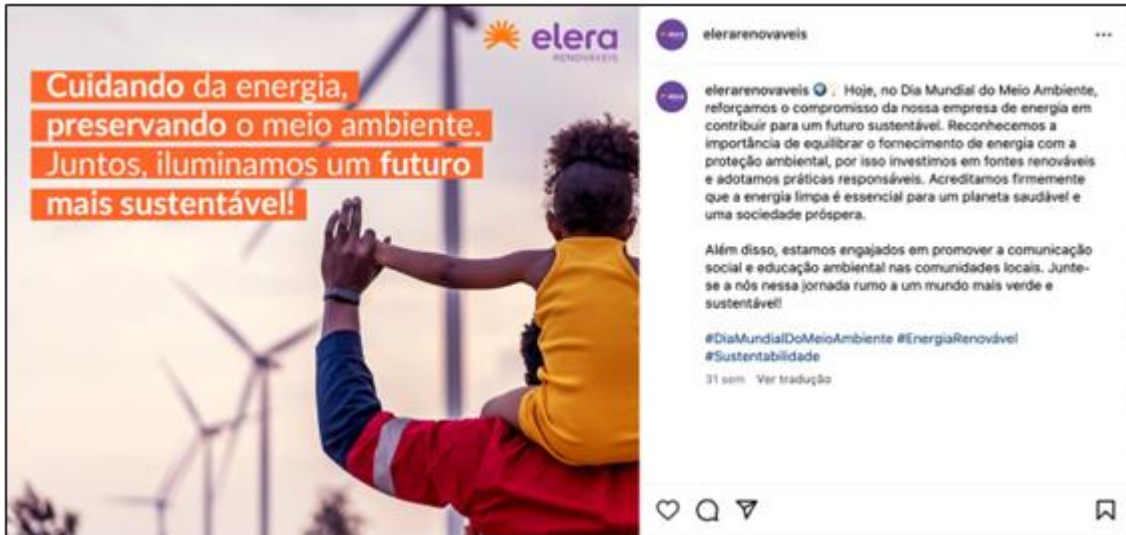 elera
RENOVÁVEIS
Cuidando da energia,
preservando o meio ambiente.
Juntos, iluminamos um futuro
mais sustentável!
elerarenovaveis
elerarenovaveis Hoje, no Dia Mundial do Meio Ambiente,
reforçamos o compromisso da nossa empresa de energia em
contribuir para um futuro sustentável. Reconhecemos a
importância de equilibrar o fornecimento de energia com a
proteção ambiental, por isso investimos em fontes renováveis
e adotamos práticas responsáveis. Acreditamos firmemente
que a energia limpa é essencial para um planeta saudável e
uma sociedade próspera.
Além disso, estamos engajados em promover a comunicação
social e educação ambiental nas comunidades locais. Junte-
se a nós nessa jornada rumo a um mundo mais verde e
sustentável!
#DiaMundialDoMeioAmbiente #EnergiaRenovável
#Sustentabilidade
31 sem Ver tradução